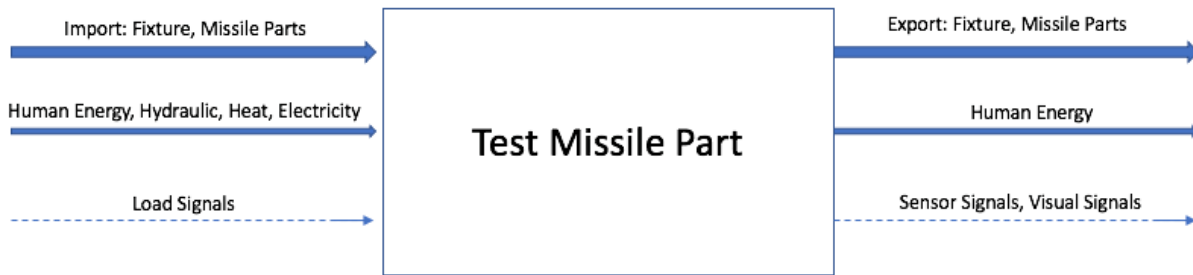 Import: Fixture, Missile Parts
Export: Fixture, Missile Parts
Human Energy, Hydraulic, Heat, Electricity
Human Energy
Test Missile Part
Load Signals
Sensor Signals, Visual Signals